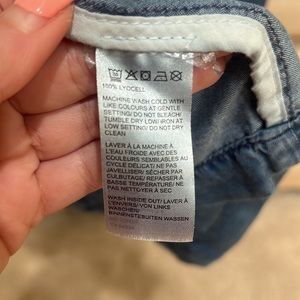 100% LYOCELL
MACHINE WASH COLD WITH
LIKE COLOURS AT GENTLE
SETTING/ DO NOT BLEACH/
TUMBLE DRY LOW/ IRON AT
LOW SETTING/ DO NOT DRY
CLEAN
LAVER À LA MACHINE À
L'EAU FROIDE AVEC DES
COULEURS SEMBLABLES AU
CYCLE DÉLICAT/ NE PAS
JAVELLISER/ SÉCHER PAR
CULBUTAGE/ REPASSER À
BASSE TEMPÉRATURE/ NE
PAS NETTOYER À SEC
WASH INSIDE OUT/ LAVER À
L'ENVERS/ VON LINKS
WASCHEN/
BINNENSTEBUITEN WASSEN